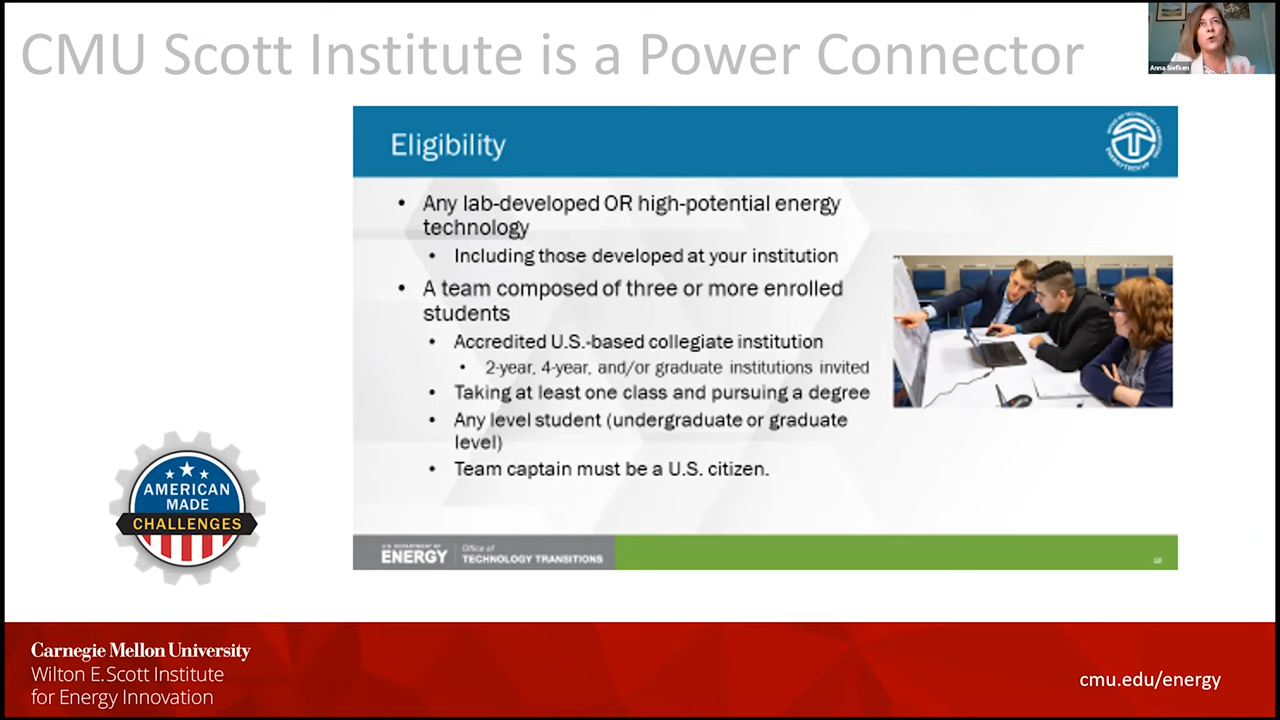 CMU Scott Institute is a Power Connector
Anna Siefken
Eligibility
• Any lab-developed OR high-potential energy
technology
• Including those developed at your institution
• A team composed of three or more enrolled
students
• Accredited U.S.-based collegiate institution
• 2-year, 4-year, and/or graduate institutions invited
• Taking at least one class and pursuing a degree
• Any level student (undergraduate or graduate
level)
• Team captain must be a U.S. citizen.
AMERICAN
MADE
CHALLENGES
U.S. DEPARTMENT OF
ENERGY
Office of
TECHNOLOGY TRANSITIONS
Carnegie Mellon University
Wilton E. Scott Institute
for Energy Innovation
cmu.edu/energy